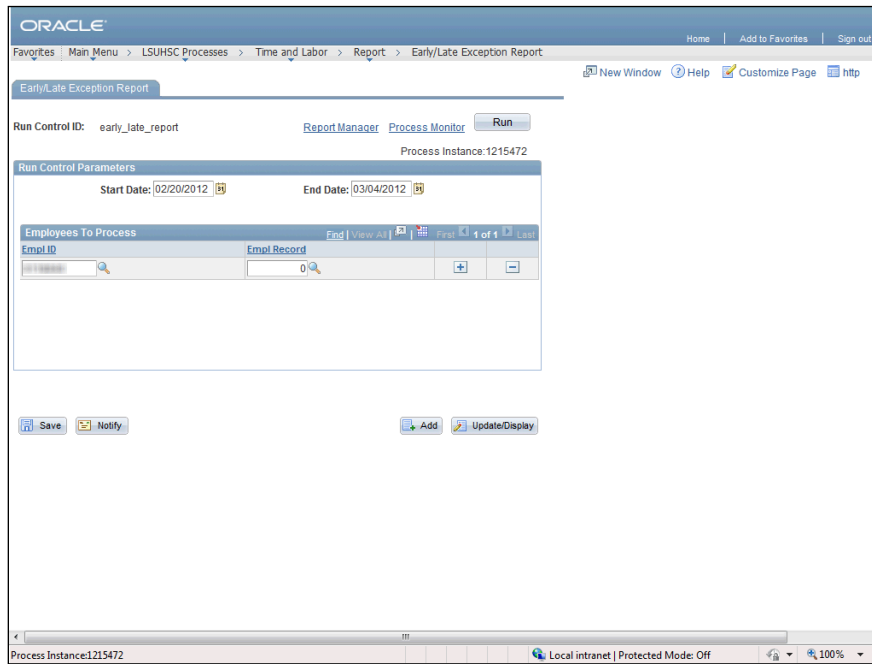 ORACLE
Home | Add to Favorites | Sign out
Favorites Main Menu > LSUHSC Processes > Time and Labor > Report > Early/Late Exception Report
New Window Help Customize Page http
Early/Late Exception Report
Run Control ID: early_late_report Report Manager Process Monitor Run
Process Instance:1215472
Run Control Parameters
Start Date: 02/20/2012 End Date: 03/04/2012
Employees To Process Find | View All | First 1 of 1 Last
Empl ID Empl Record
0
Save Notify Add Update/Display
Process Instance:1215472 Local intranet | Protected Mode: Off 100%